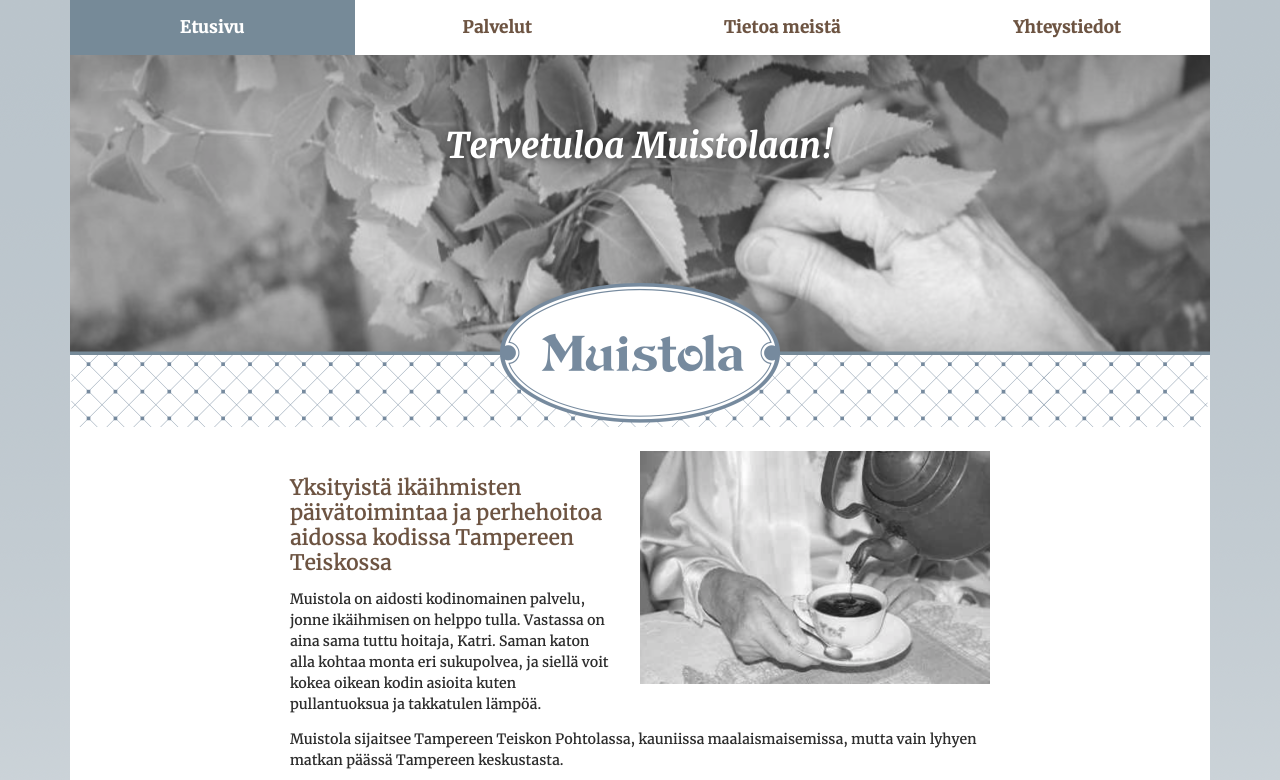 Etusivu
Palvelut
Tietoa meistä
Yhteystiedot
Tervetuloa Muistolaan!
Muistola
Yksityistä ikäihmisten
päivätoimintaa ja perhehoitoa
aidossa kodissa Tampereen
Teiskossa
Muistola on aidosti kodinomainen palvelu,
jonne ikäihmisen on helppo tulla. Vastassa on
aina sama tuttu hoitaja, Katri. Saman katon
alla kohtaa monta eri sukupolvea, ja siellä voit
kokea oikean kodin asioita kuten
pullantuoksua ja takkatulen lämpöä.
Muistola sijaitsee Tampereen Teiskon Pohtolassa, kauniissa maalaismaisemissa, mutta vain lyhyen
matkan päässä Tampereen keskustasta.